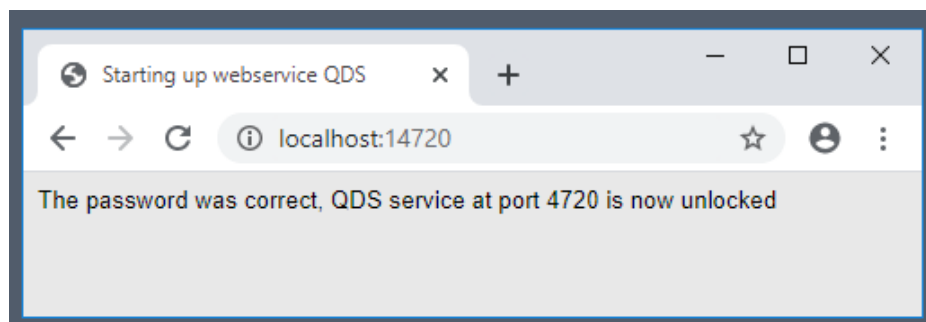 Starting up webservice QDS
localhost:14720
The password was correct, QDS service at port 4720 is now unlocked